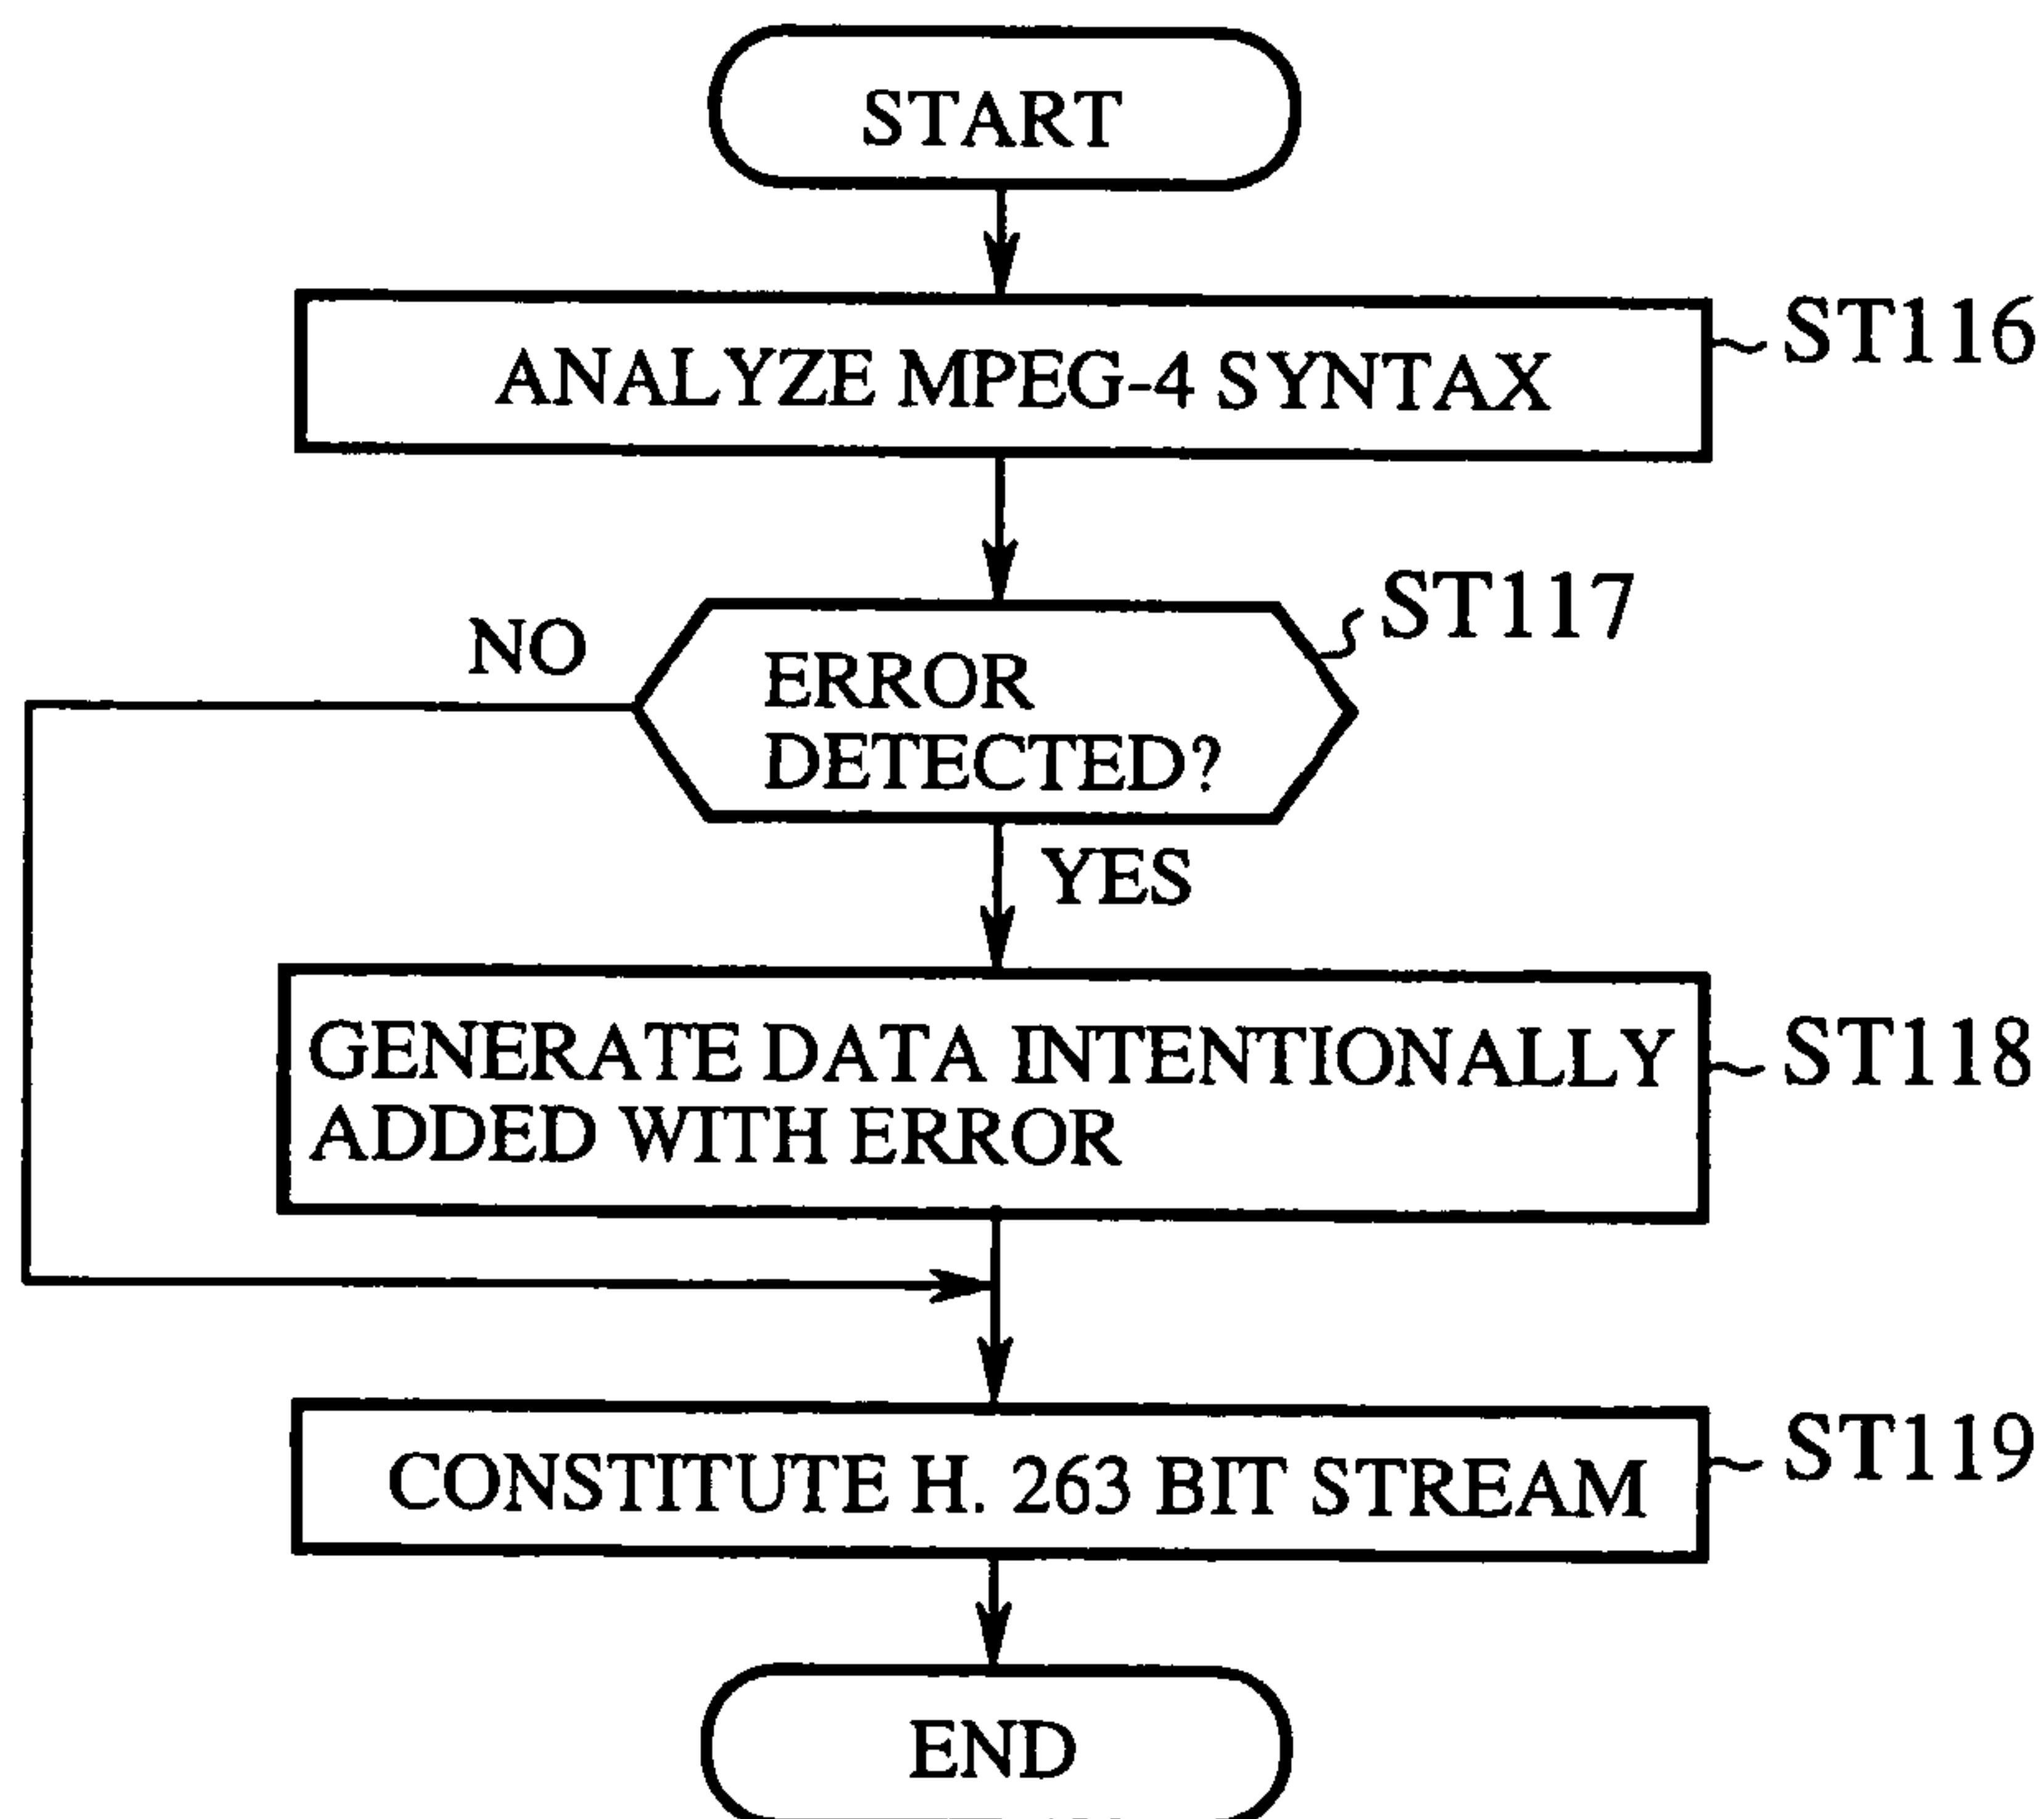 START
ANALYZE MPEG-4 SYNTAX
ST116
ST117
NO
ERROR
DETECTED?
YES
GENERATE DATA INTENTIONALLY
ADDED WITH ERROR
ST118
CONSTITUTE H. 263 BIT STREAM
ST119
END